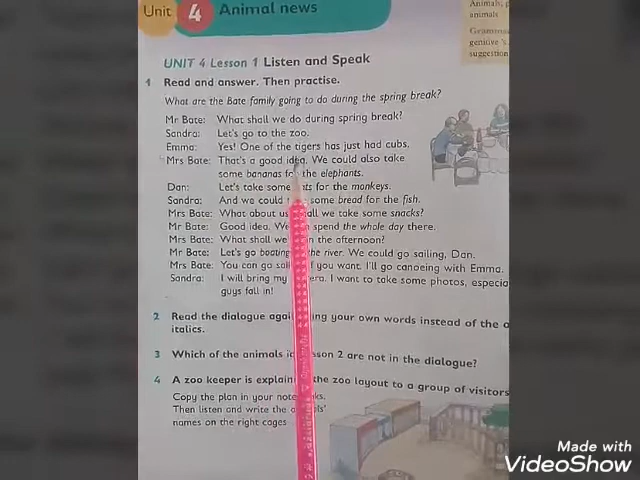 Unit 4 Animal news
Animals, p
animals
Grammar
genitive 's.
suggestion
UNIT 4 Lesson 1 Listen and Speak
1 Read and answer. Then practise.
What are the Bate family going to do during the spring break?
Mr Bate: What shall we do during spring break?
Sandra: Let's go to the zoo.
Emma: Yes! One of the tigers has just had cubs.
Mrs Bate: That's a good idea. We could also take
some bananas for the elephants.
Dan: Let's take some for the monkeys.
Sandra: And we could some bread for the fish.
Mrs Bate: What about us all we take some snacks?
Mr Bate: Good idea. We spend the whole day there.
Mrs Bate: What shall we in the afternoon?
Mr Bate: Let's go boating the river. We could go sailing, Dan.
Mrs Bate: You can go if you want. I'll go canoeing with Emma.
Sandra: I will bring my era. I want to take some photos, especia
guys fall in!
2 Read the dialogue again ing your own words instead of the
italics.
3 Which of the animals son 2 are not in the dialogue?
4 A zoo keeper is explain the zoo layout to a group of visitors
Copy the plan in your note
Then listen and write the
names on the right cages
Made with
VideoShow